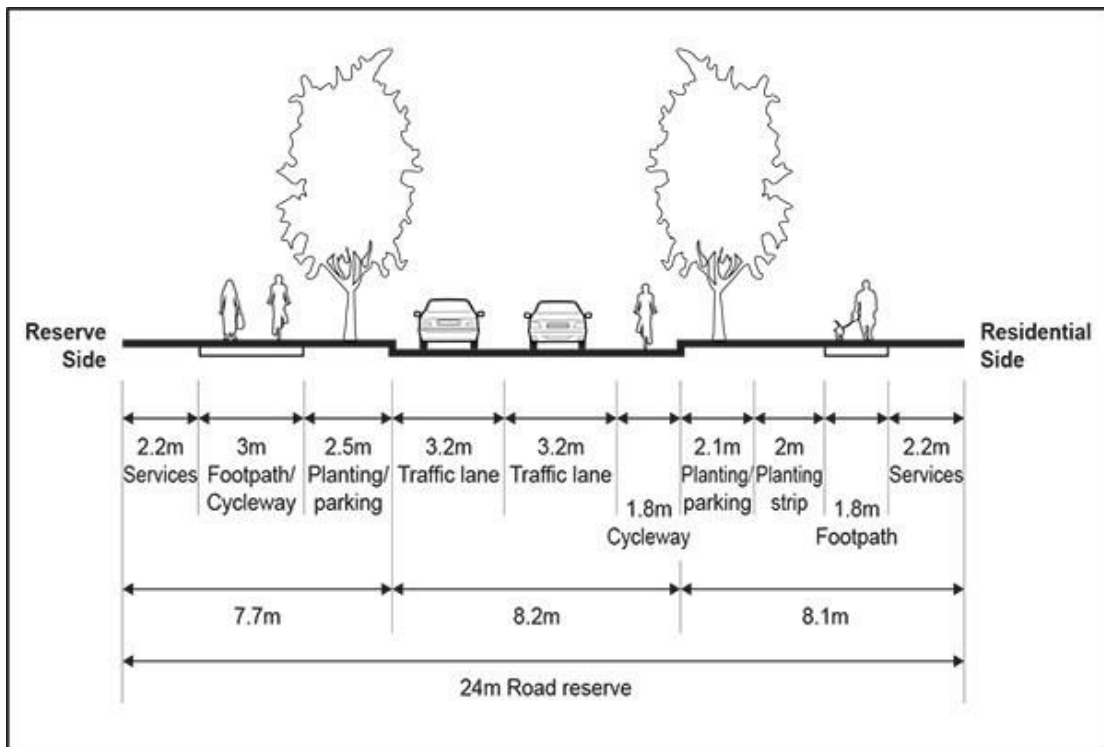 Reserve
Side
Residential
Side
2.2m
Services
3m
Footpath/
Cycleway
2.5m
Planting/
parking
3.2m
Traffic lane
3.2m
Traffic lane
1.8m
Cycleway
2.1m
Planting/
parking
2m
Planting
strip
1.8m
Footpath
2.2m
Services
7.7m
8.2m
8.1m
24m Road reserve